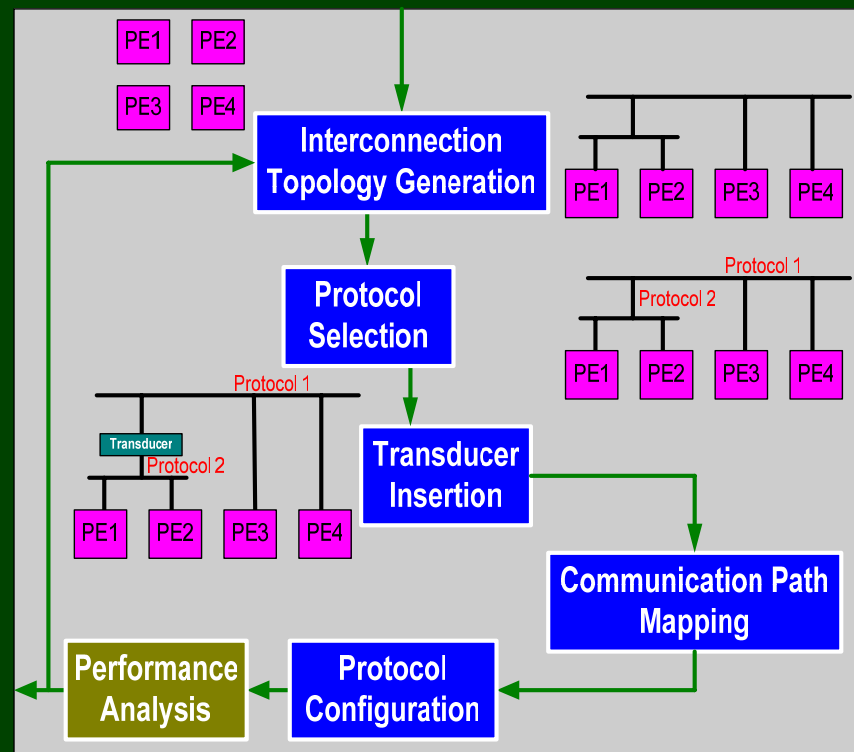 PE1 PE2
PE3 PE4
Interconnection
Topology Generation
PE1 PE2 PE3 PE4
Protocol
Selection
Protocol 1
Protocol 2
PE1 PE2 PE3 PE4
Protocol 1
Transducer
Protocol 2
PE1 PE2 PE3 PE4
Transducer
Insertion
Communication Path
Mapping
Protocol
Configuration
Performance
Analysis